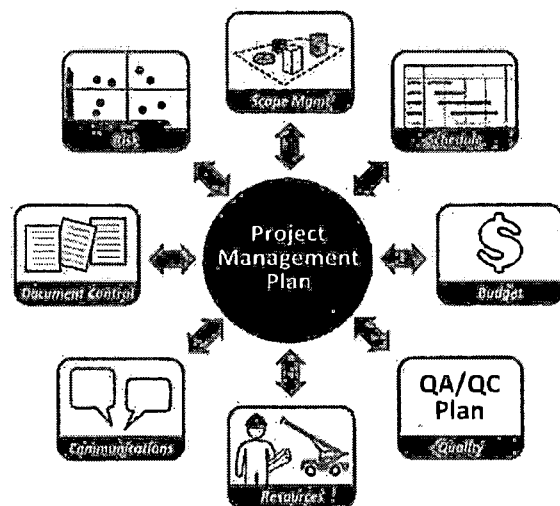 Scope Mgmt
Risk
Schedule
Project
Management
Plan
Document Control
Budget
QA/QC
Plan
Communications
Quality
Resources